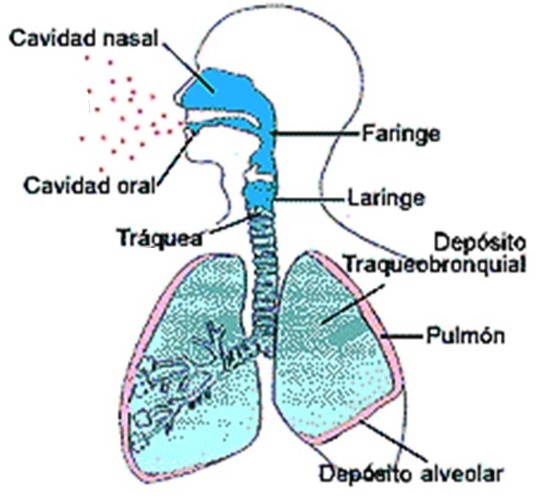 Cavidad nasal
Faringe
Cavidad oral
Laringe
Tráquea
Depósito
Traqueobronquial
Pulmón
Depósito alveolar